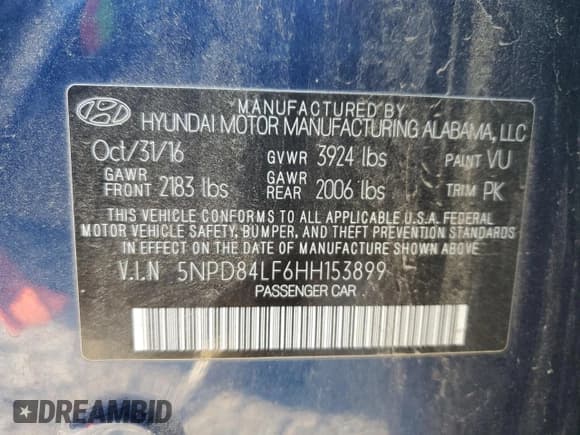 MANUFACTURED BY
HYUNDAI MOTOR MANUFACTURING ALABAMA, LLC
Oct/31/16 GVWR 3924 lbs PAINT VU
GAWR FRONT 2183 lbs GAWR REAR 2006 lbs TRIM PK
THIS VEHICLE CONFORMS TO ALL APPLICABLE U.S.A. FEDERAL
MOTOR VEHICLE SAFETY, BUMPER, AND THEFT PREVENTION STANDARDS
IN EFFECT ON THE DATE OF MANUFACTURE SHOWN ABOVE.
V.I.N 5NPD84LF6HH153899
PASSENGER CAR
DREAMBID